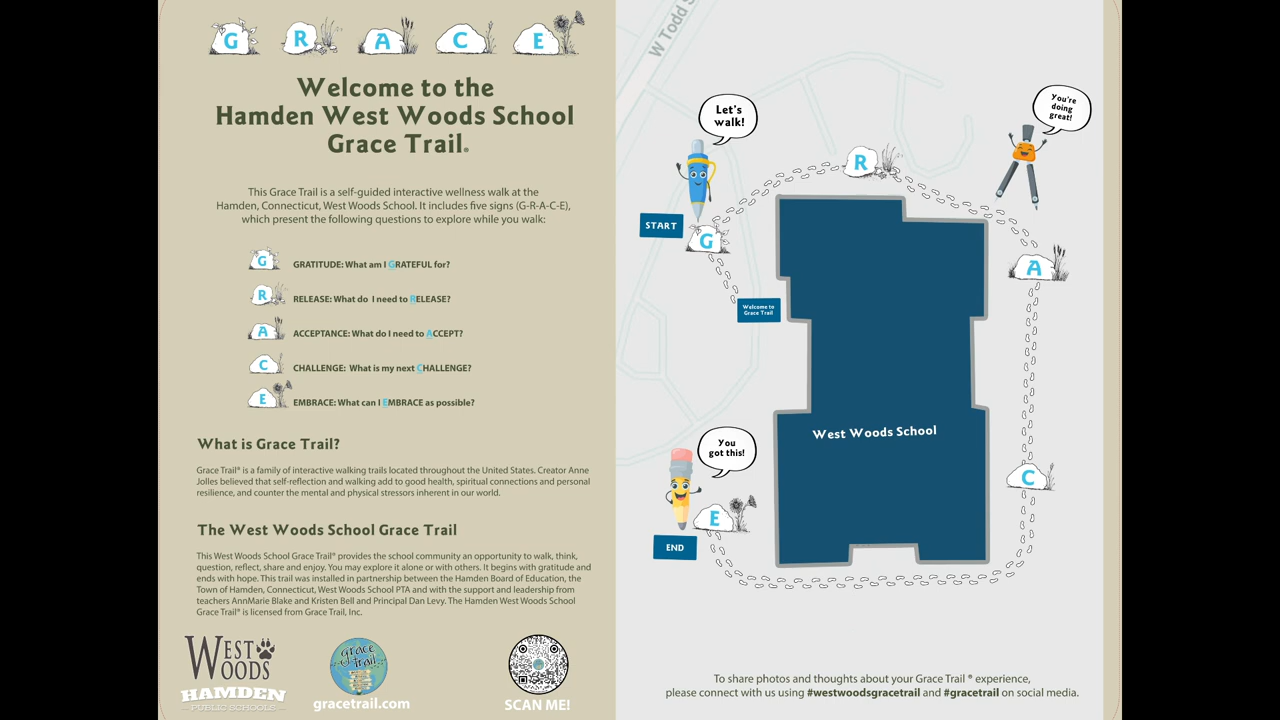 G R A C E
Welcome to the
Hamden West Woods School
Grace Trail®
This Grace Trail is a self-guided interactive wellness walk at the
Hamden, Connecticut, West Woods School. It includes five signs (G-R-A-C-E),
which present the following questions to explore while you walk:
G GRATITUDE: What am I GRATEFUL for?
R RELEASE: What do I need to RELEASE?
A ACCEPTANCE: What do I need to ACCEPT?
C CHALLENGE: What is my next CHALLENGE?
E EMBRACE: What can I EMBRACE as possible?
What is Grace Trail?
Grace Trail® is a family of interactive walking trails located throughout the United States. Creator Anne
Jolles believed that self-reflection and walking add to good health, spiritual connections and personal
resilience, and counter the mental and physical stressors inherent in our world.
The West Woods School Grace Trail
This West Woods School Grace Trail® provides the school community an opportunity to walk, think,
question, reflect, share and enjoy. You may explore it alone or with others. It begins with gratitude and
ends with hope. This trail was installed in partnership between the Hamden Board of Education, the
Town of Hamden, Connecticut, West Woods School PTA and with the support and leadership from
teachers AnnMarie Blake and Kristen Bell and Principal Dan Levy. The Hamden West Woods School
Grace Trail® is licensed from Grace Trail, Inc.
WEST
WOODS
HAMDEN
PUBLIC SCHOOLS
grace
trail
gracetrail.com
SCAN ME!
W Todd S
Let's
walk!
You're
doing
great!
R
START
G
A
Welcome to
Grace Trail
West Woods School
You
got this!
C
E
END
To share photos and thoughts about your Grace Trail ® experience,
please connect with us using #westwoodsgracetrail and #gracetrail on social media.